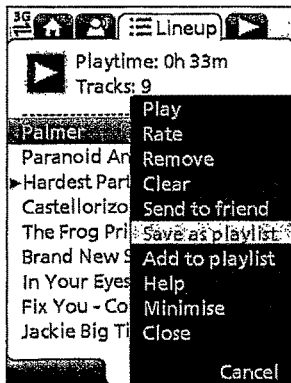 3G
Lineup
Playtime: 0h 33m
Tracks: 9
Palmer
Paranoid An
Hardest Part
Castellorizo
The Frog Pri
Brand New S
In Your Eyes
Fix You - Co
Jackie Big Ti
Play
Rate
Remove
Clear
Send to friend
Save as playlist
Add to playlist
Help
Minimise
Close
Cancel